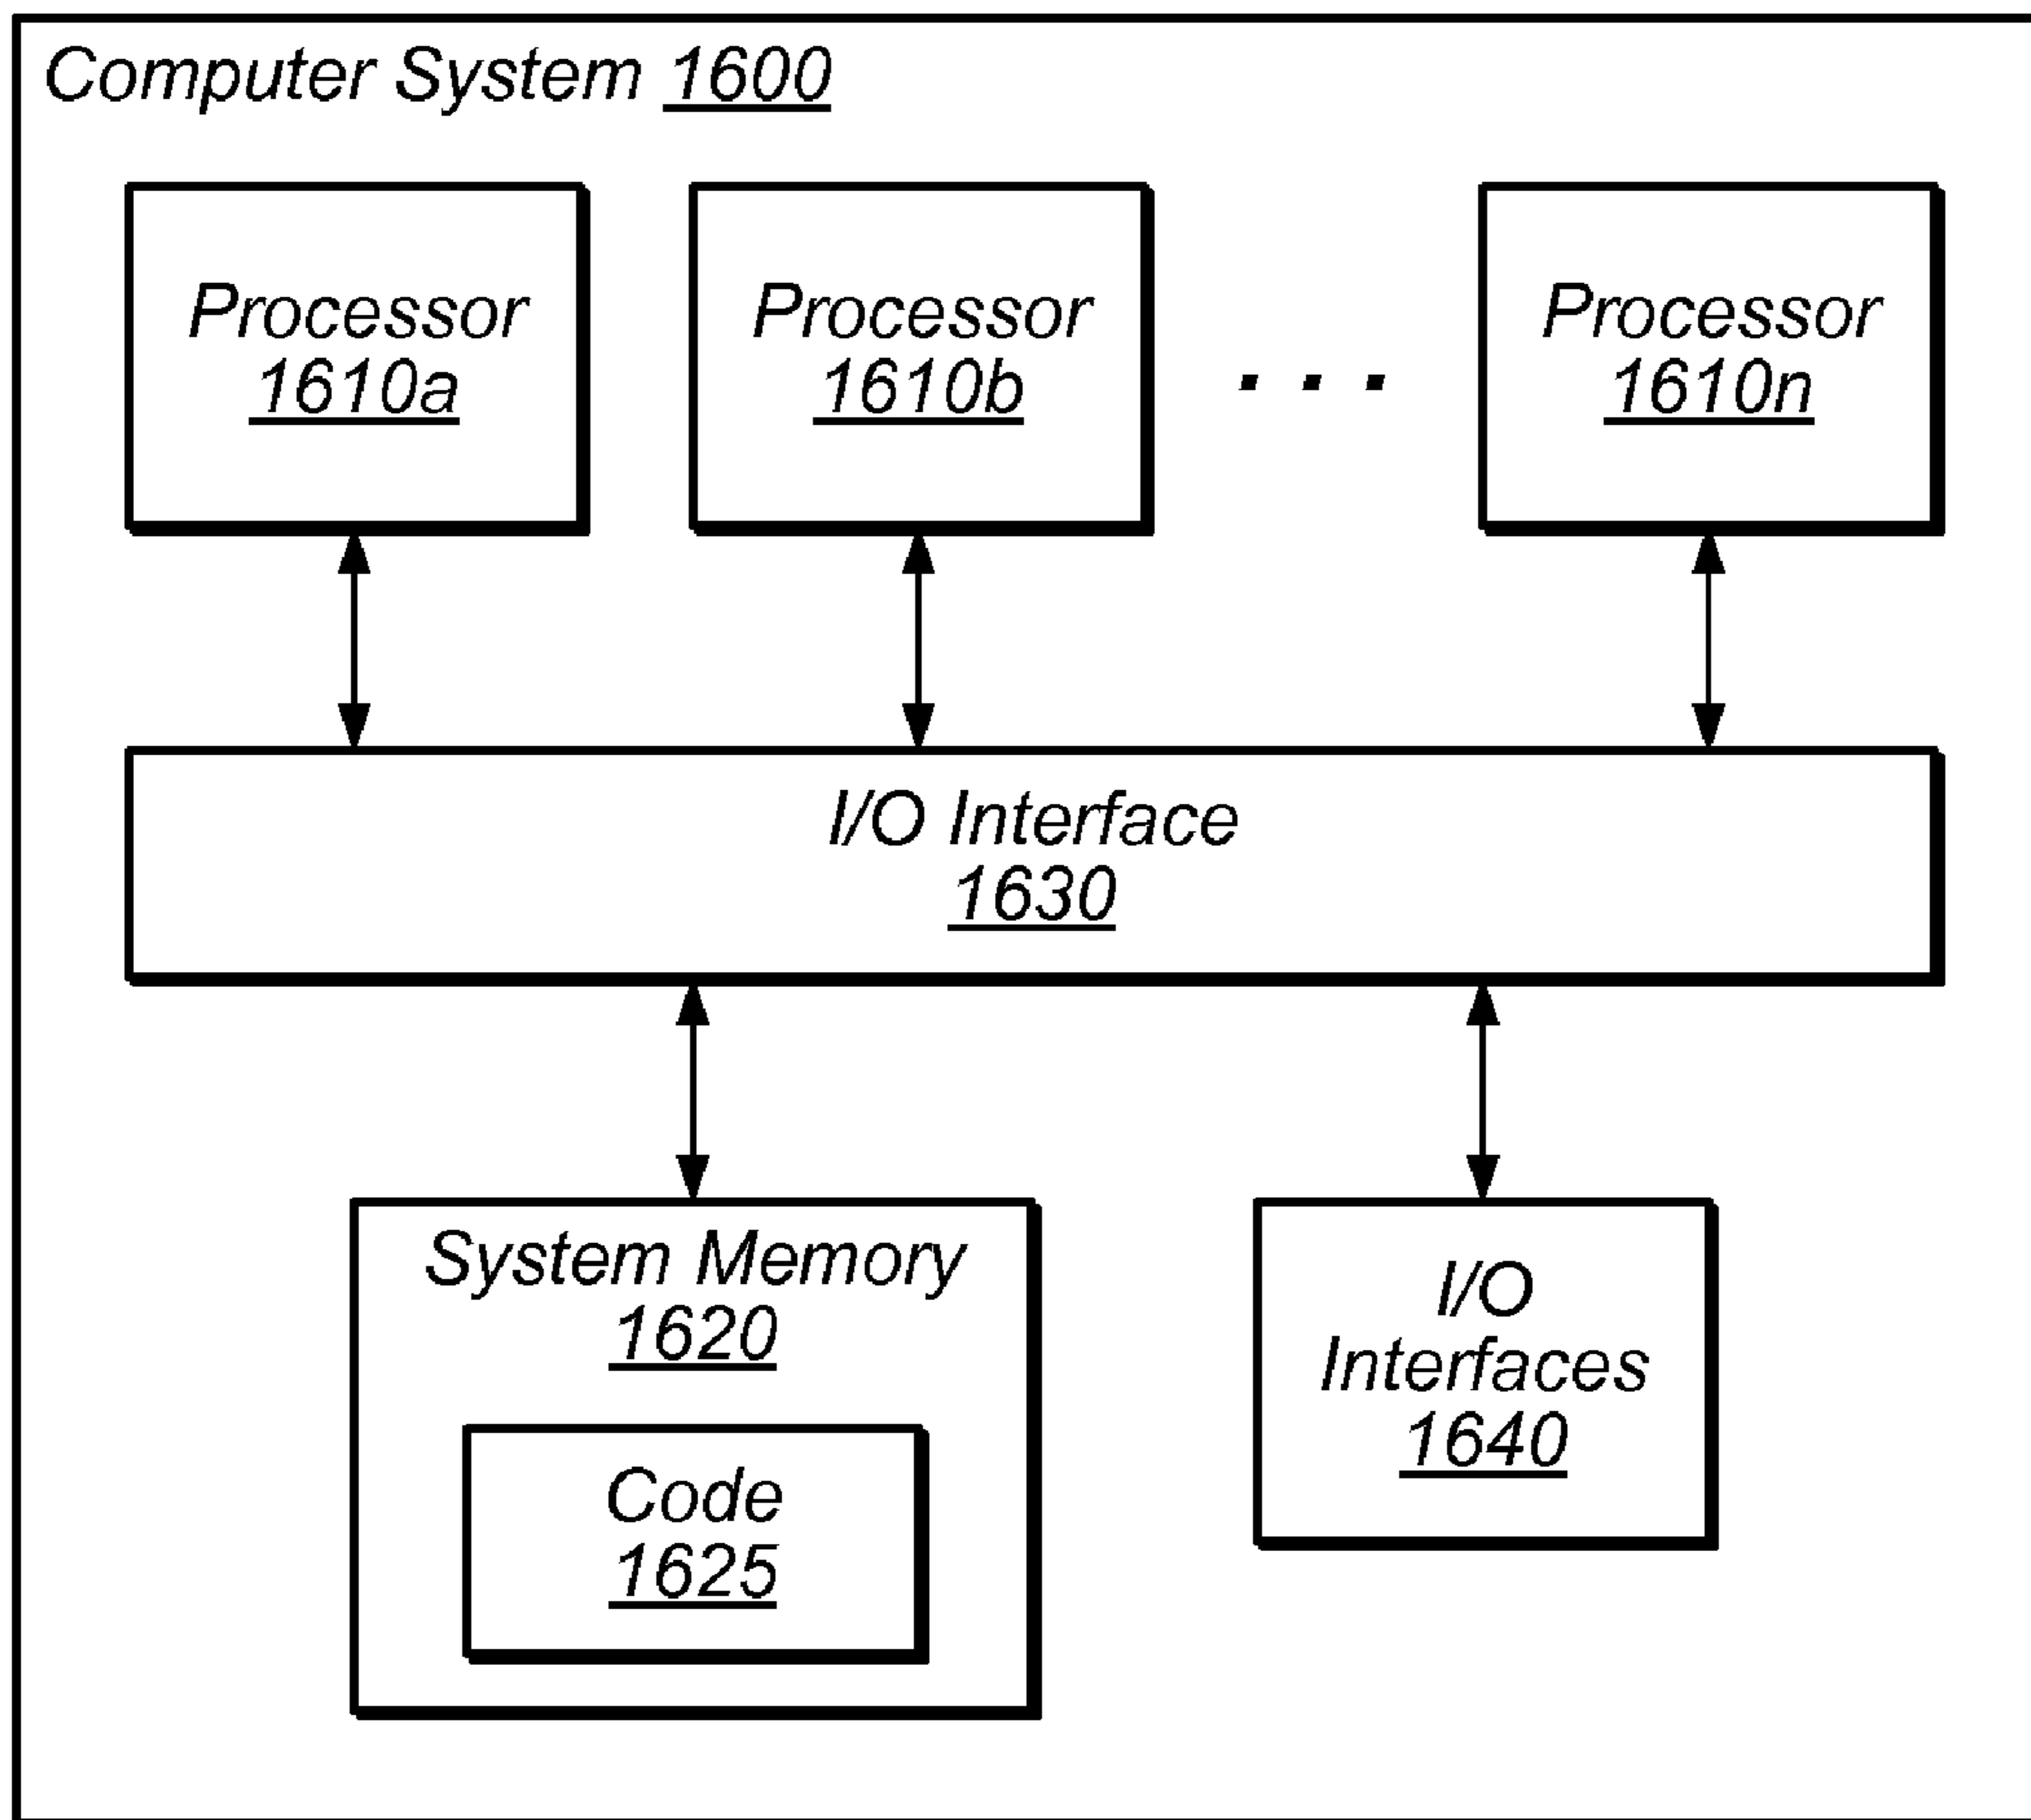 Computer System 1600
Processor
1610a
Processor
1610b
. . .
Processor
1610n
I/O Interface
1630
System Memory
1620
Code
1625
I/O
Interfaces
1640